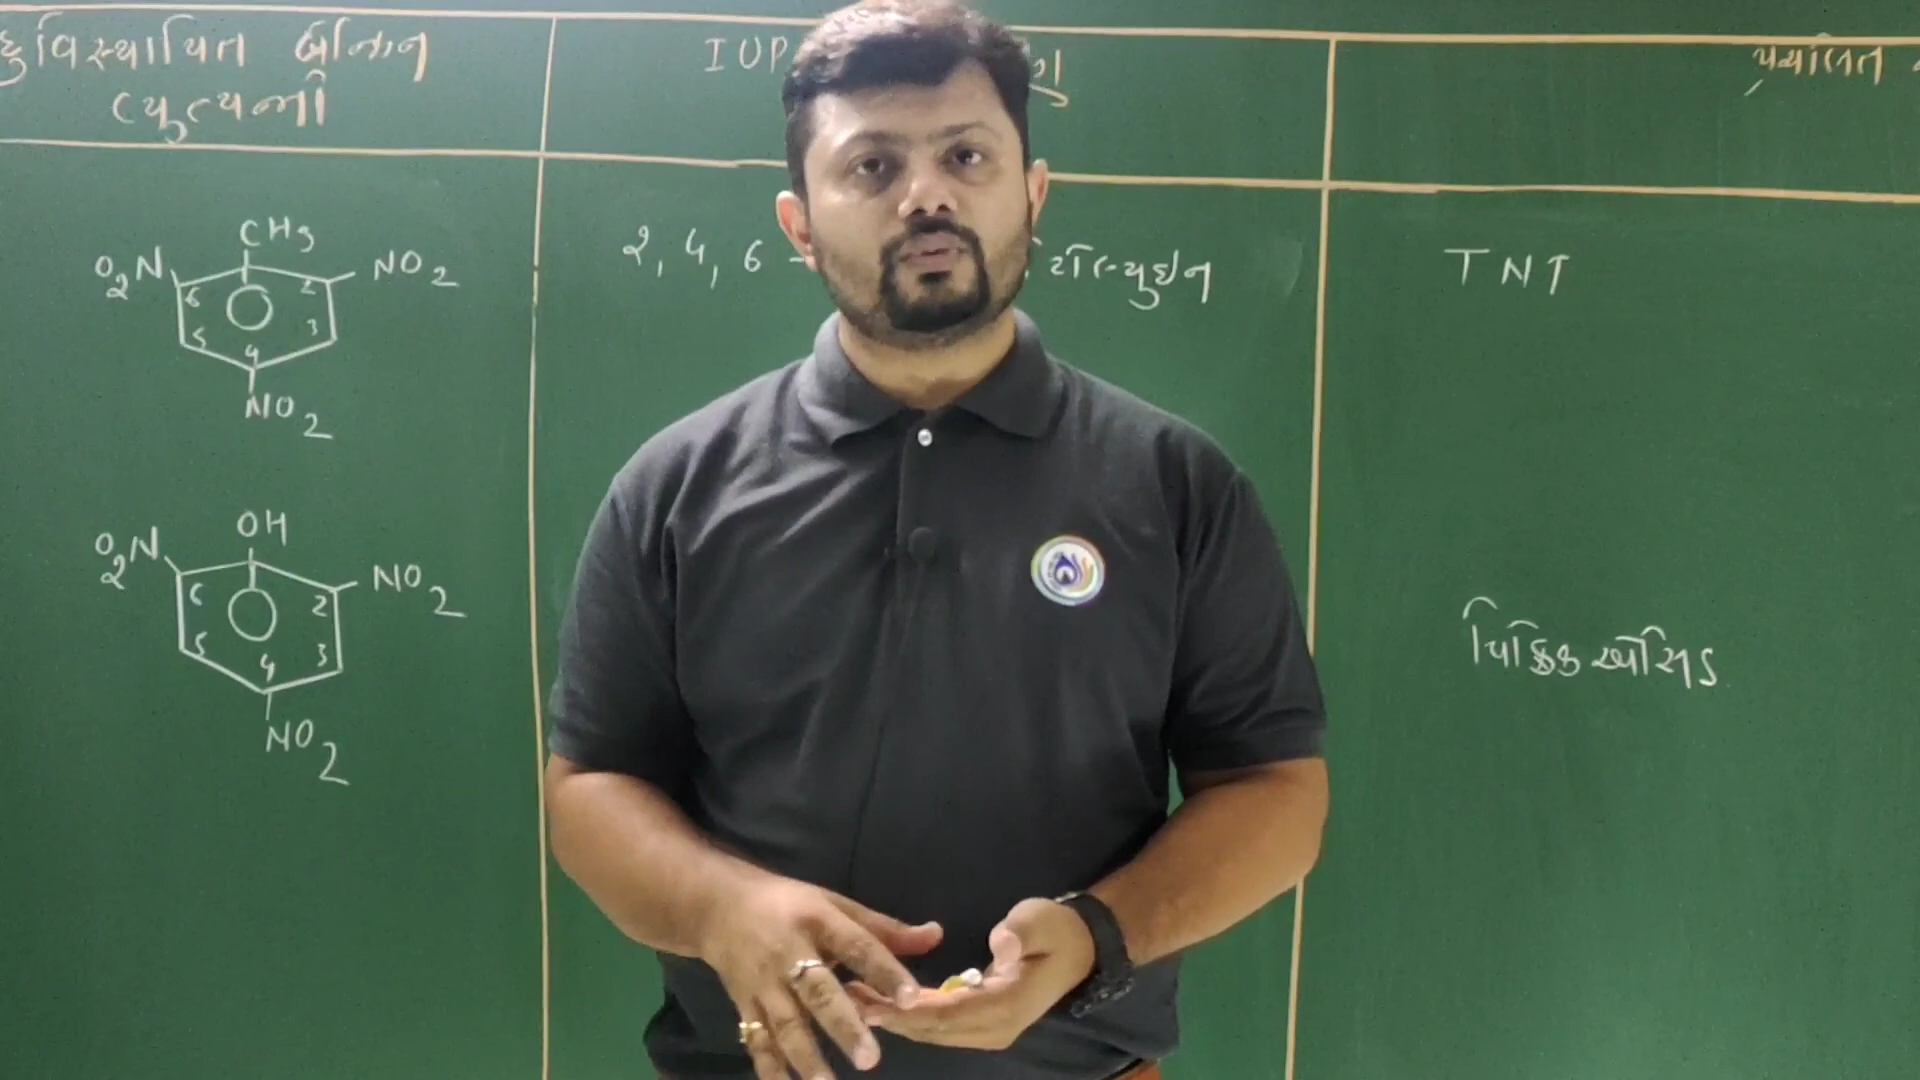 બહુવિસ્થાયિત બેન્ઝિન
વ્યુત્પન્નો
IUP
પ્રચલિત
CH3
O2N
NO2
6
2
5
3
4
NO2
2, 4, 6 -
ટોલ્યુઇન
TNT
OH
O2N
NO2
6
2
5
3
4
NO2
પિક્રિક એસિડ